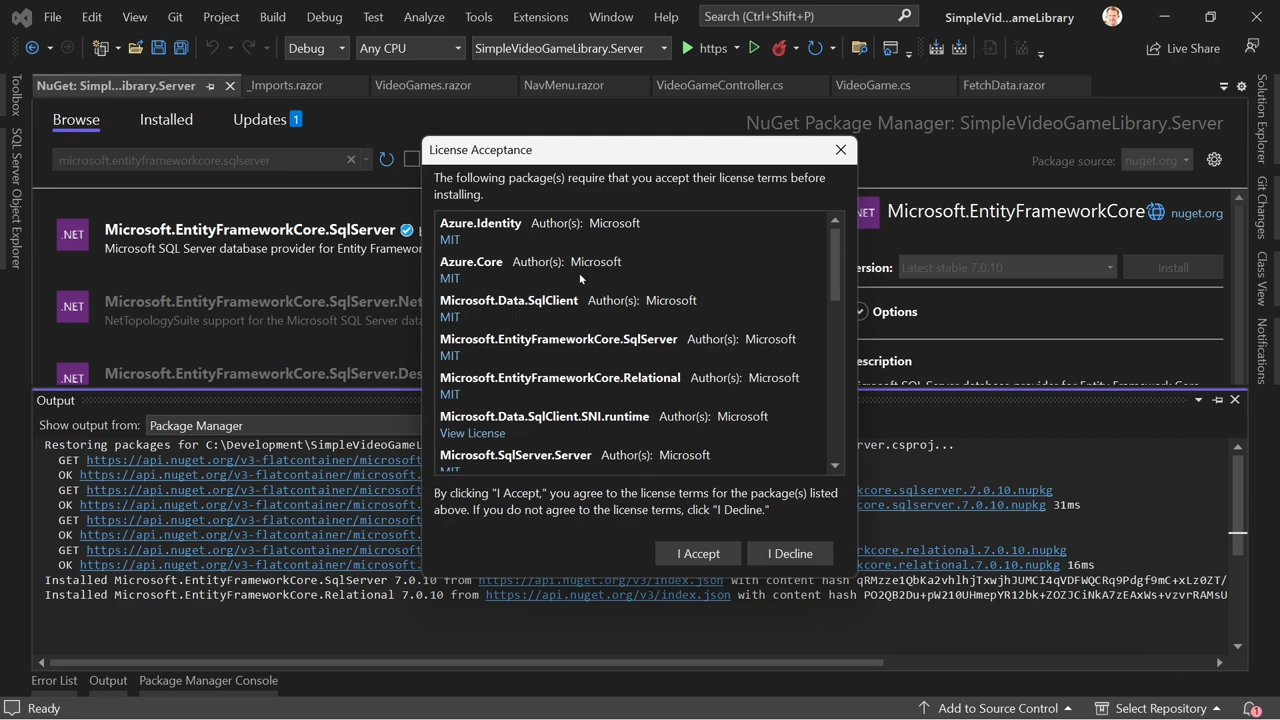 File Edit View Git Project Build Debug Test Analyze Tools Extensions Window Help Search (Ctrl+Shift+P) SimpleVid...ameLibrary
Debug Any CPU SimpleVideoGameLibrary.Server https Live Share
NuGet: Simpl...ibrary.Server _Imports.razor VideoGames.razor NavMenu.razor VideoGameController.cs VideoGame.cs FetchData.razor
Toolbox
SQL Server Object Explorer
Solution Explorer
Git Changes
Class View
Notifications
Browse Installed Updates 1
NuGet Package Manager: SimpleVideoGameLibrary.Server
microsoft.entityframeworkcore.sqlserver
Package source: nuget.org
.NET Microsoft.EntityFrameworkCore.SqlServer
Microsoft SQL Server database provider for Entity Framewor
.NET Microsoft.EntityFrameworkCore.SqlServer.Net
NetTopologySuite support for the Microsoft SQL Server data
.NET Microsoft.EntityFrameworkCore.SqlServer.Des
Microsoft.EntityFrameworkCore nuget.org
ersion: Latest stable 7.0.10 Install
Options
escription
License Acceptance
The following package(s) require that you accept their license terms before
installing.
Azure.Identity Author(s): Microsoft
MIT
Azure.Core Author(s): Microsoft
MIT
Microsoft.Data.SqlClient Author(s): Microsoft
MIT
Microsoft.EntityFrameworkCore.SqlServer Author(s): Microsoft
MIT
Microsoft.EntityFrameworkCore.Relational Author(s): Microsoft
MIT
Microsoft.Data.SqlClient.SNI.runtime Author(s): Microsoft
View License
Microsoft.SqlServer.Server Author(s): Microsoft
MIT
By clicking "I Accept," you agree to the license terms for the package(s) listed
above. If you do not agree to the license terms, click "I Decline."
I Accept I Decline
Output
Show output from: Package Manager
Restoring packages for C:\Development\SimpleVideoGameL erver.csproj...
GET https://api.nuget.org/v3-flatcontainer/microsoft
OK https://api.nuget.org/v3-flatcontainer/microsoft
GET https://api.nuget.org/v3-flatcontainer/microsoft kcore.sqlserver.7.0.10.nupkg
OK https://api.nuget.org/v3-flatcontainer/microsoft kcore.sqlserver.7.0.10.nupkg 31ms
GET https://api.nuget.org/v3-flatcontainer/microsoft
OK https://api.nuget.org/v3-flatcontainer/microsoft
GET https://api.nuget.org/v3-flatcontainer/microsoft kcore.relational.7.0.10.nupkg
OK https://api.nuget.org/v3-flatcontainer/microsoft kcore.relational.7.0.10.nupkg 16ms
Installed Microsoft.EntityFrameworkCore.SqlServer 7.0.10 from https://api.nuget.org/v3/index.json with content hash qRMzze1QbKa2vhlhjTxwjhJUMCI4qVDFWQCRq9Pdgf9mC+xLz0ZT/
Installed Microsoft.EntityFrameworkCore.Relational 7.0.10 from https://api.nuget.org/v3/index.json with content hash PO2QB2Du+pW210UHmepYR12bk+ZOZJCiNkA7zEAxWs+vzvrRAMsU
Error List Output Package Manager Console
Ready Add to Source Control Select Repository 1